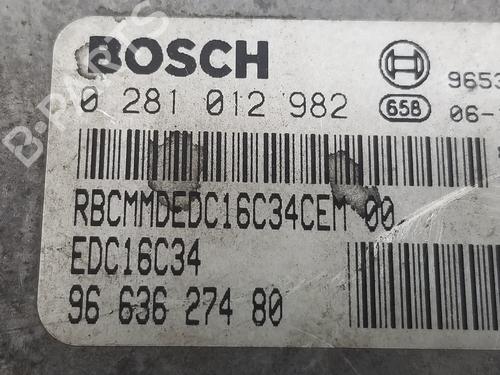 BOSCH
0 281 012 982
9653
658
06-
RBCMMDEDC16C34CEM 00
EDC16C34
96 636 274 80
B-PARTS